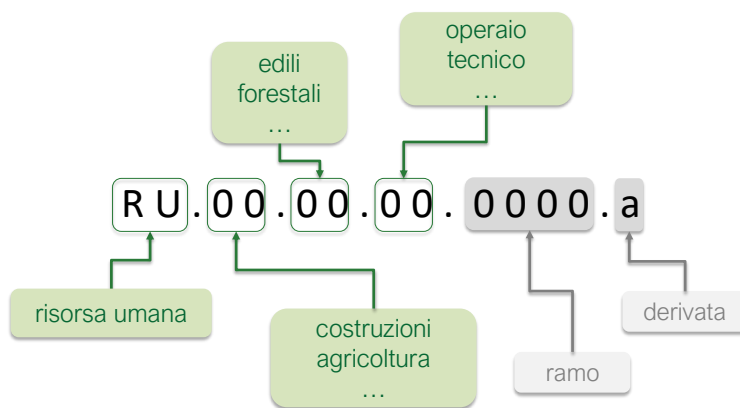 operaio
tecnico
...
edili
forestali
...
RU.00.00.00.0000.a
risorsa umana
costruzioni
agricoltura
...
derivata
ramo